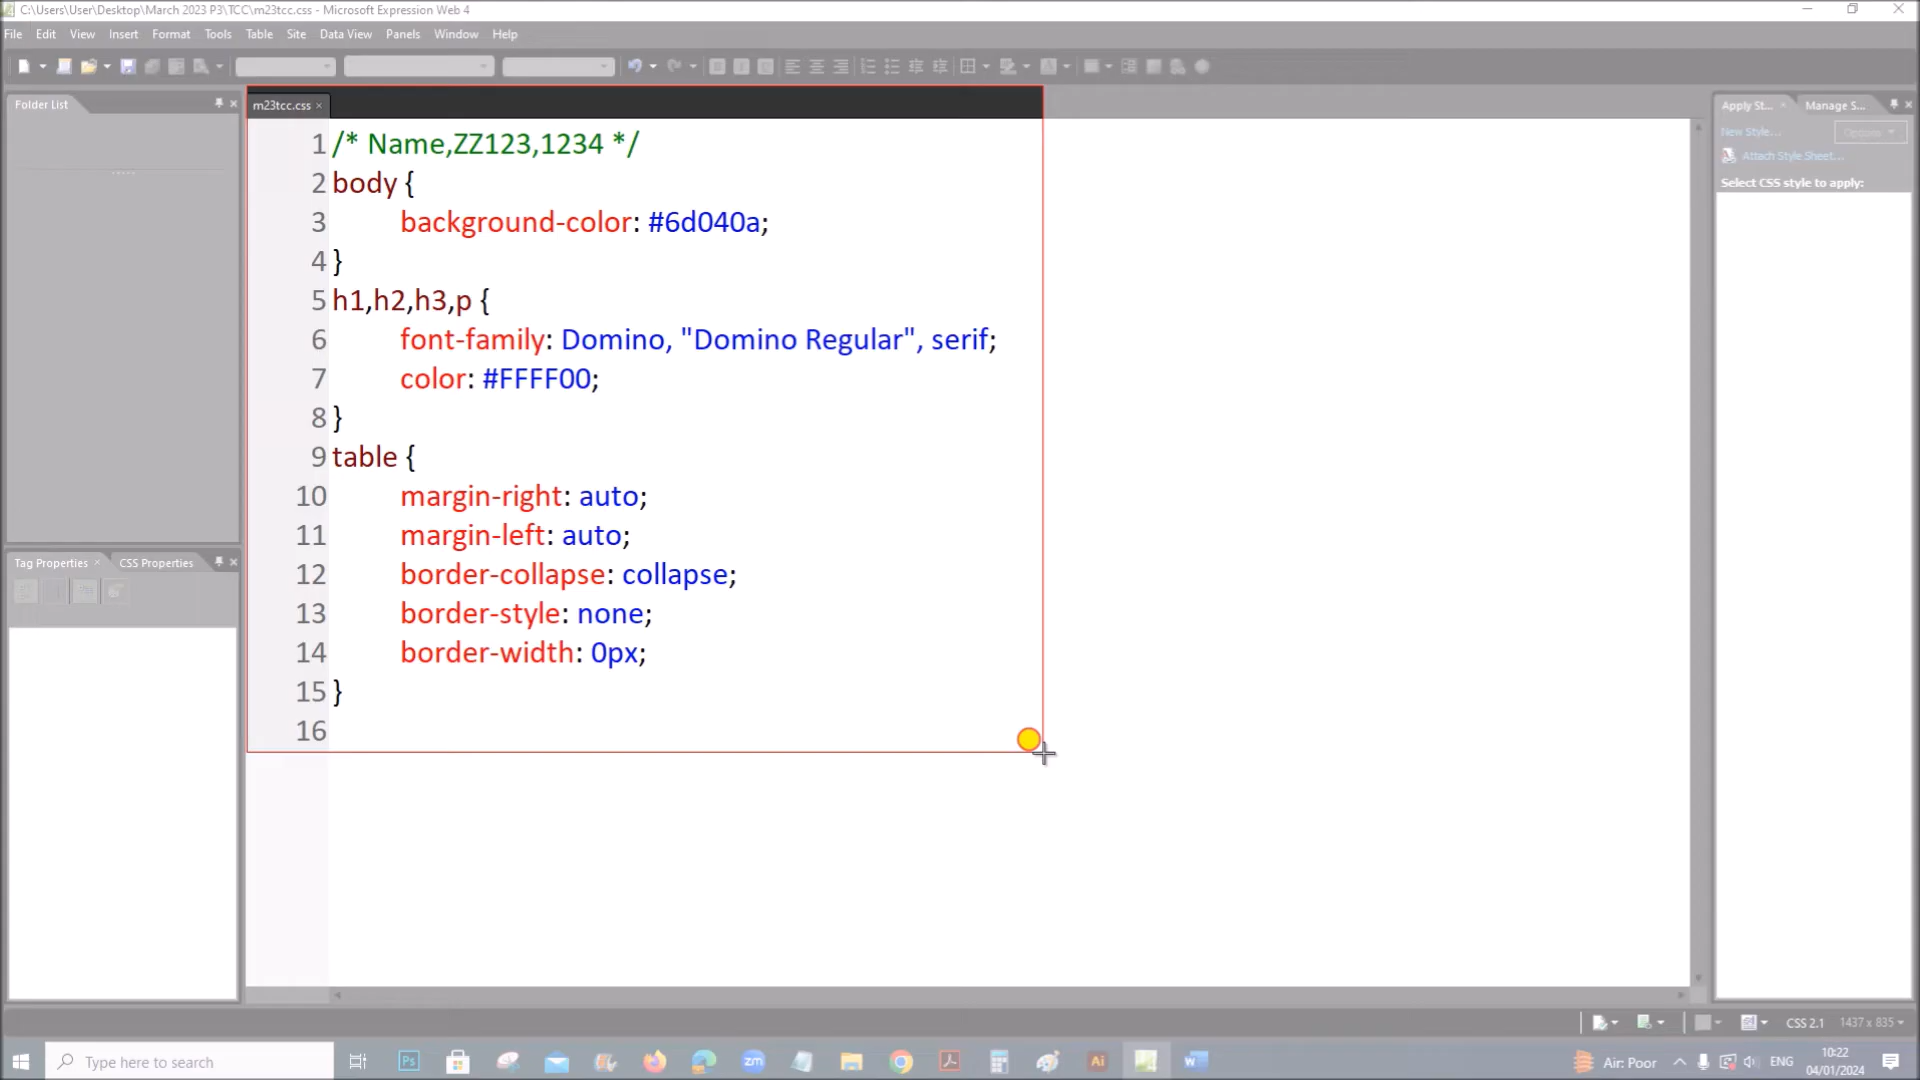 C:\Users\User\Desktop\March 2023 P3\TCC\m23tcc.css - Microsoft Expression Web 4
File Edit View Insert Format Tools Table Site Data View Panels Window Help
Folder List
m23tcc.css
Apply St... Manage S...
New Style... Options
Attach Style Sheet...
Select CSS style to apply:
1 /* Name,ZZ123,1234 */
2 body {
3 background-color: #6d040a;
4 }
5 h1,h2,h3,p {
6 font-family: Domino, "Domino Regular", serif;
7 color: #FFFF00;
8 }
9 table {
10 margin-right: auto;
11 margin-left: auto;
12 border-collapse: collapse;
13 border-style: none;
14 border-width: 0px;
15 }
16
Tag Properties CSS Properties
CSS 2.1 1437 x 835
Type here to search
Ps
zm
Ai
W
Air: Poor
ENG
10:22
04/01/2024